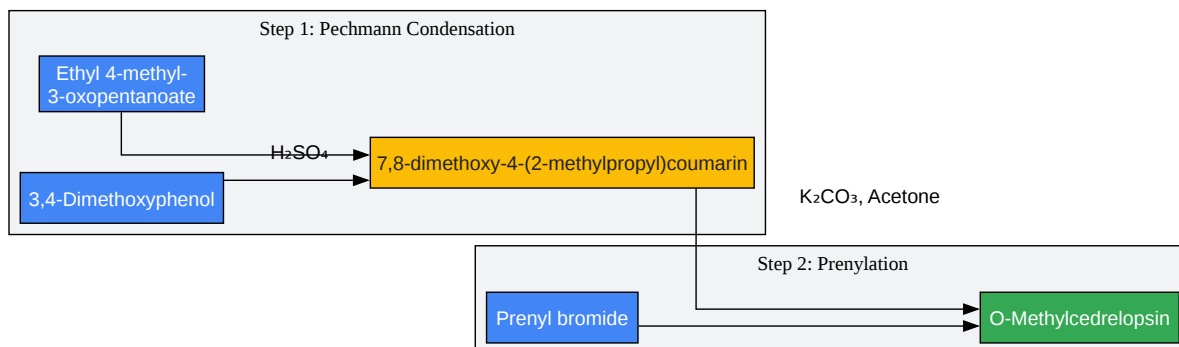 Step 1: Pechmann Condensation
Ethyl 4-methyl-
3-oxopentanoate
H₂SO₄
7,8-dimethoxy-4-(2-methylpropyl)coumarin
3,4-Dimethoxyphenol
K₂CO₃, Acetone
Step 2: Prenylation
Prenyl bromide
O-Methylcedrelopsin